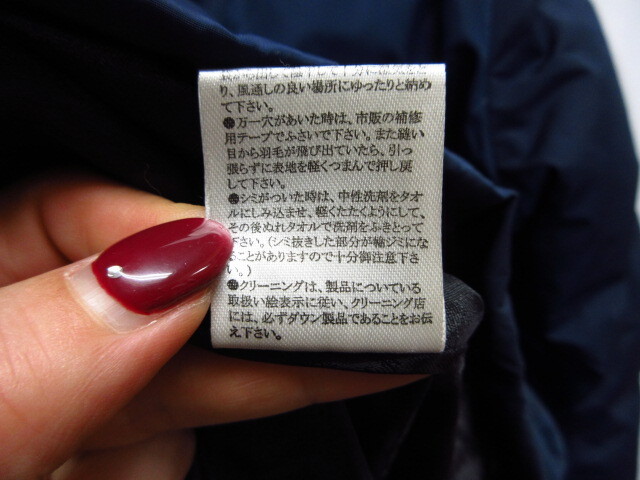 り、風通しの良い場所にゆったりと納め
て下さい。
●万一穴があいた時は、市販の補修
用テープでふさいで下さい。また縫い
目から羽毛が飛び出ていたら、引っ
張らずに表地を軽くつまんで押し戻
して下さい。
●シミがついた時は、中性洗剤をタオ
ルにしみ込ませ、軽くたたくようにして、
その後ぬれタオルで洗剤をふきとって
下さい。(シミ抜きした部分が輪ジミにな
ることがありますので十分御注意下さ
い。)
●クリーニングは、製品についている
取扱い絵表示に従い、クリーニング店
には、必ずダウン製品であることをお伝
え下さい。